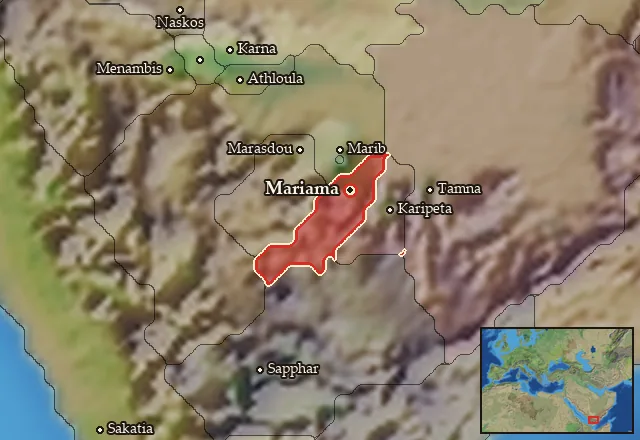 Naskos
Karna
Menambis
Athloula
Marasdou
Marib
Mariama
Tamna
Karipeta
Sapphar
Sakatia